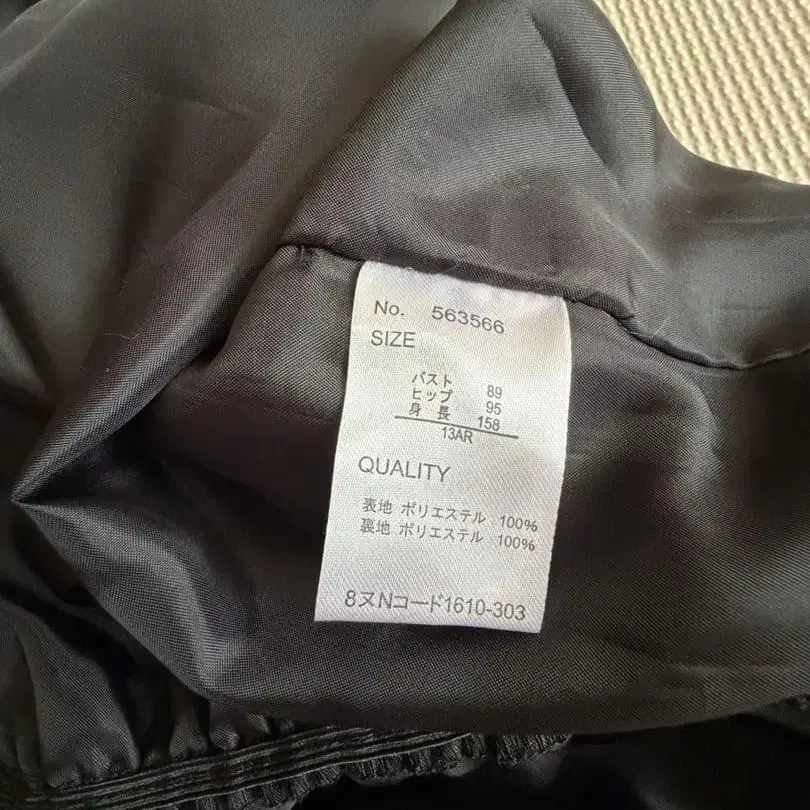 No. 563566
SIZE
バスト 89
ヒップ 95
身長 158
13AR
QUALITY
表地 ポリエステル 100%
裏地 ポリエステル 100%
8ヌNコード1610-303